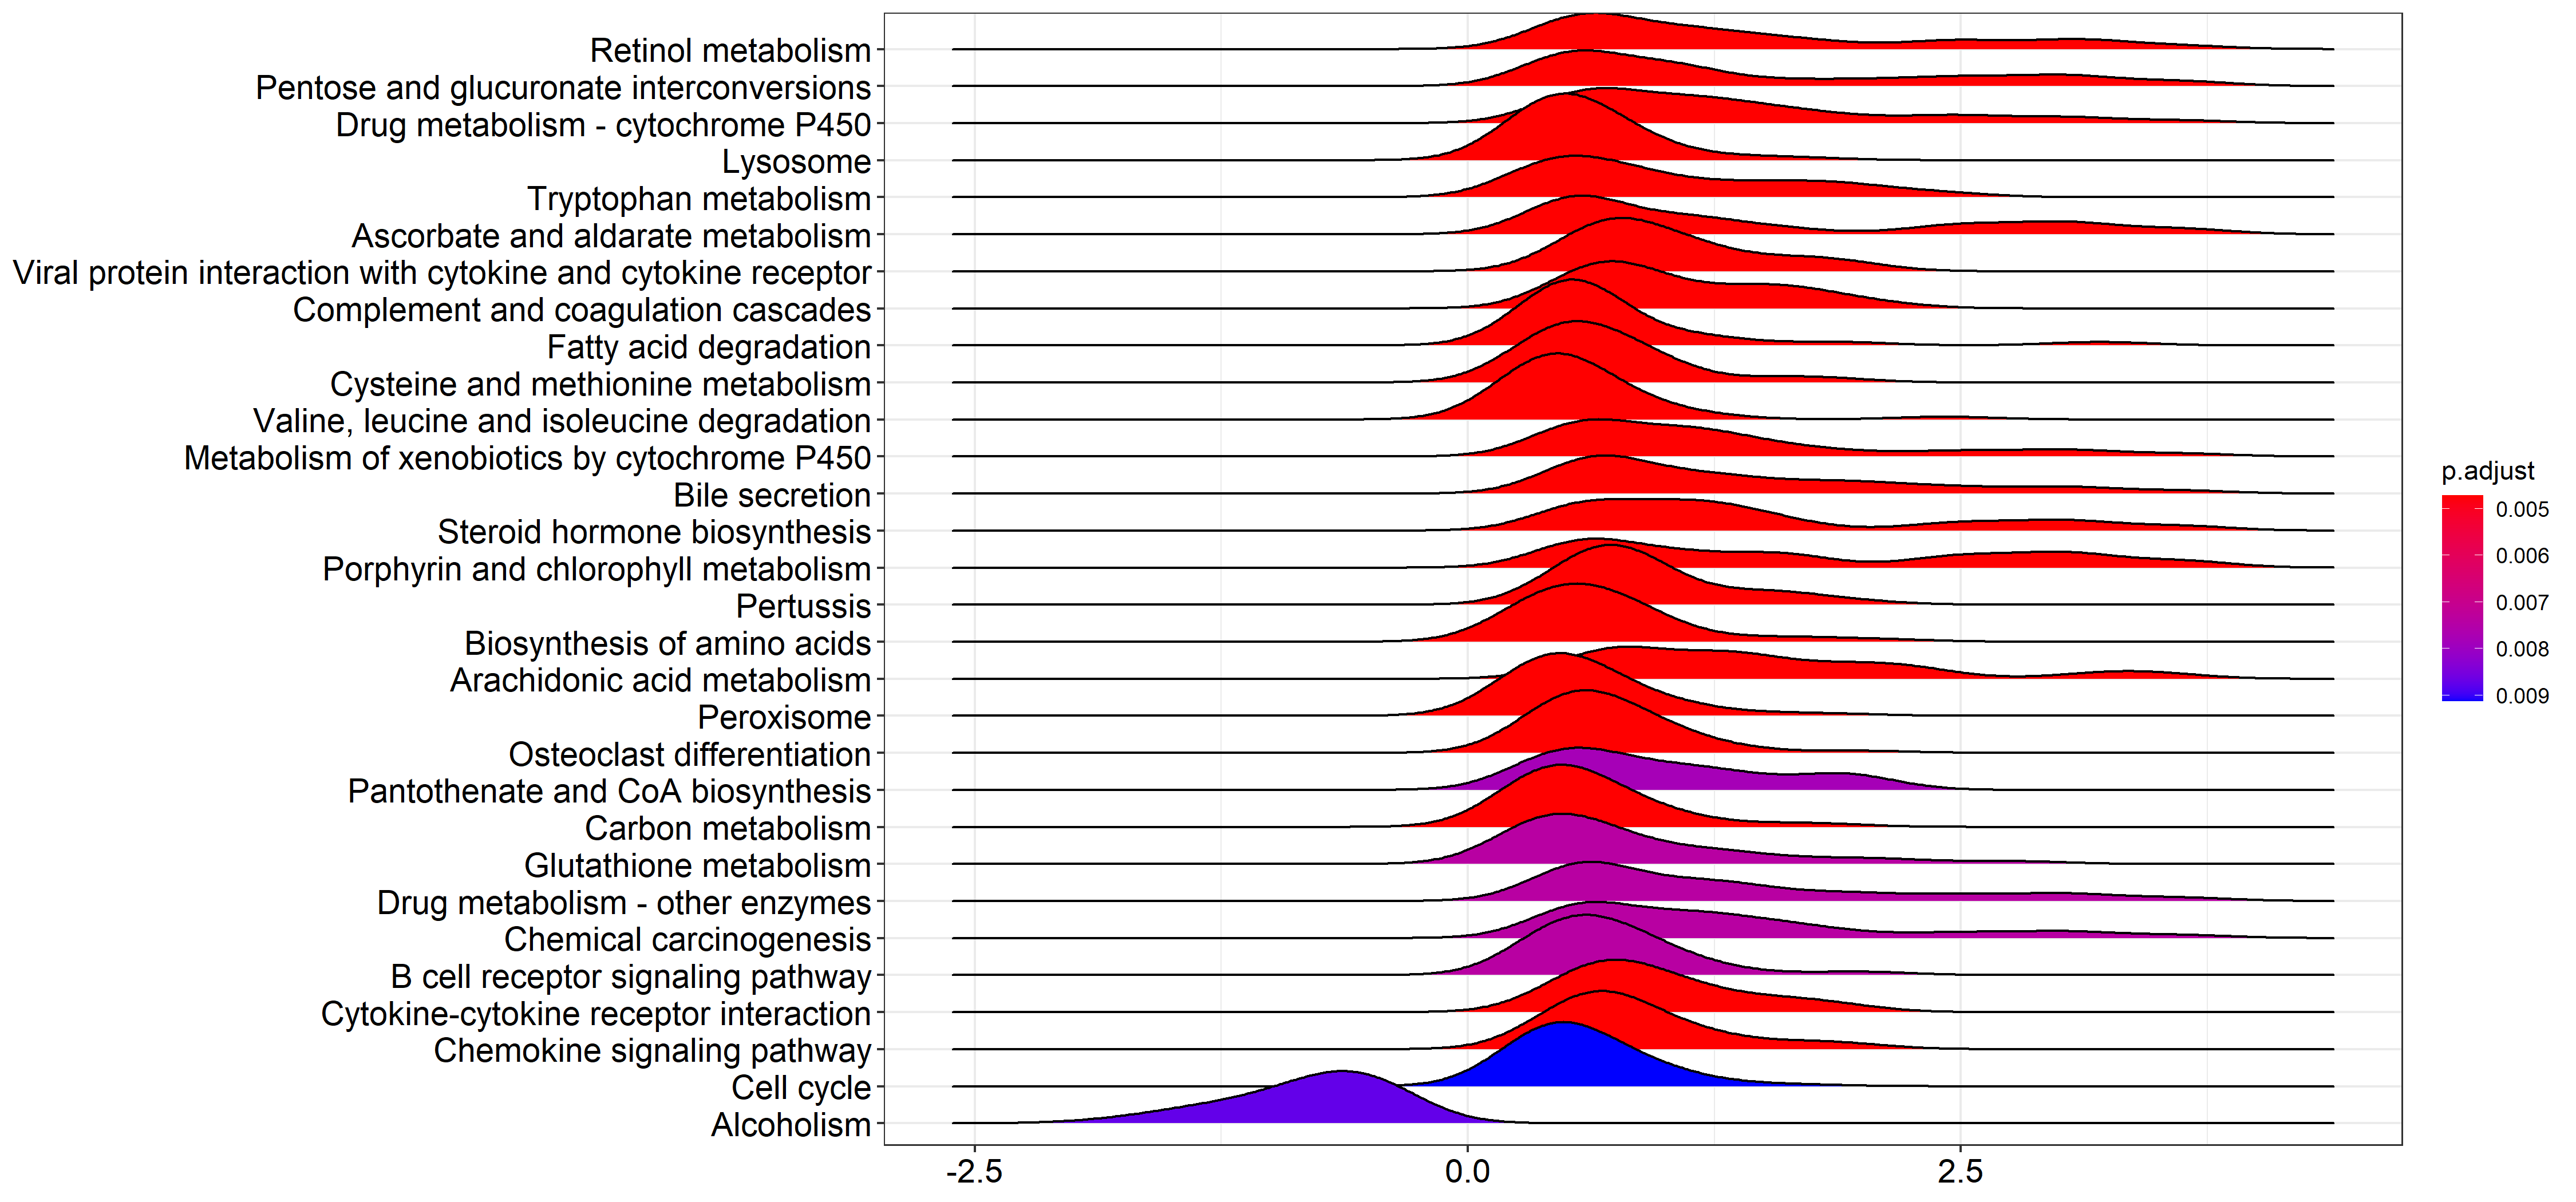 Retinol metabolism
Pentose and glucuronate interconversions
Drug metabolism - cytochrome P450
Lysosome
Tryptophan metabolism
Ascorbate and aldarate metabolism
Viral protein interaction with cytokine and cytokine receptor
Complement and coagulation cascades
Fatty acid degradation
Cysteine and methionine metabolism
Valine, leucine and isoleucine degradation
Metabolism of xenobiotics by cytochrome P450
Bile secretion
Steroid hormone biosynthesis
Porphyrin and chlorophyll metabolism
Pertussis
Biosynthesis of amino acids
Arachidonic acid metabolism
Peroxisome
Osteoclast differentiation
Pantothenate and CoA biosynthesis
Carbon metabolism
Glutathione metabolism
Drug metabolism - other enzymes
Chemical carcinogenesis
B cell receptor signaling pathway
Cytokine-cytokine receptor interaction
Chemokine signaling pathway
Cell cycle
Alcoholism
-2.5
0.0
2.5
p.adjust
0.005
0.006
0.007
0.008
0.009